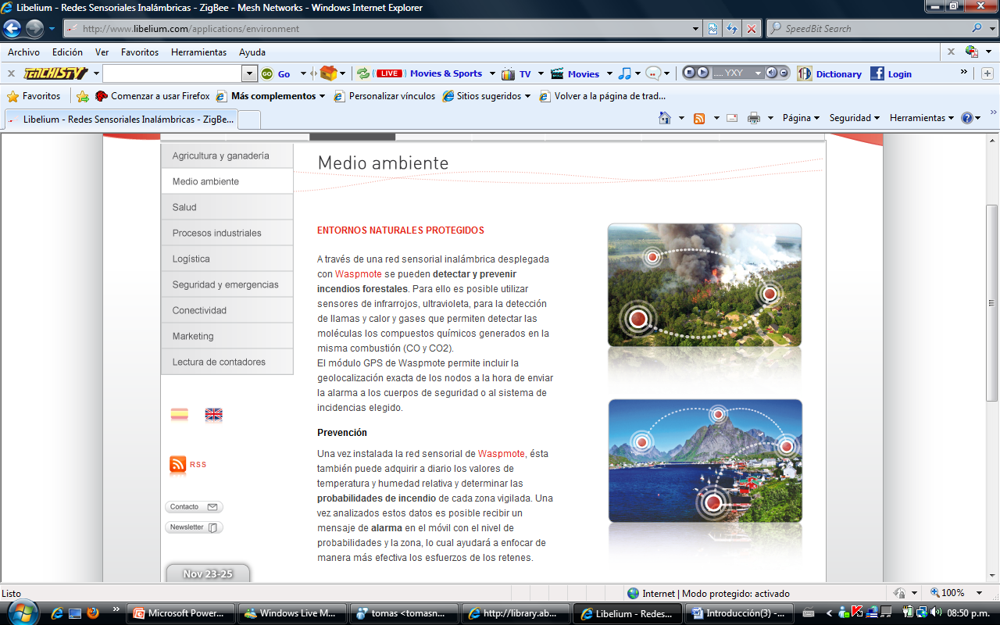 Libelium - Redes Sensoriales Inalámbricas - ZigBee - Mesh Networks - Windows Internet Explorer
http://www.libelium.com/applications/environment
SpeedBit Search
Archivo Edición Ver Favoritos Herramientas Ayuda
TENCHISTV GO Go LIVE Movies & Sports TV Movies ...... YXY Dictionary Login
Favoritos Comenzar a usar Firefox Más complementos Personalizar vínculos Sitios sugeridos Volver a la página de trad...
Libelium - Redes Sensoriales Inalámbricas - ZigBe... Página Seguridad Herramientas
Agricultura y ganadería
Medio ambiente
Salud
Procesos industriales
Logística
Seguridad y emergencias
Conectividad
Marketing
Lectura de contadores
RSS
Contacto
Newsletter
Nov 23-25
Medio ambiente
ENTORNOS NATURALES PROTEGIDOS
A través de una red sensorial inalámbrica desplegada
con Waspmote se pueden detectar y prevenir
incendios forestales. Para ello es posible utilizar
sensores de infrarrojos, ultravioleta, para la detección
de llamas y calor y gases que permiten detectar las
moléculas los compuestos químicos generados en la
misma combustión (CO y CO2).
El módulo GPS de Waspmote permite incluir la
geolocalización exacta de los nodos a la hora de enviar
la alarma a los cuerpos de seguridad o al sistema de
incidencias elegido.
Prevención
Una vez instalada la red sensorial de Waspmote, ésta
también puede adquirir a diario los valores de
temperatura y humedad relativa y determinar las
probabilidades de incendio de cada zona vigilada. Una
vez analizados estos datos es posible recibir un
mensaje de alarma en el móvil con el nivel de
probabilidades y la zona, lo cual ayudará a enfocar de
manera más efectiva los esfuerzos de los retenes.
Listo Internet | Modo protegido: activado 100%
Microsoft Power... Windows Live M... tomas <tomasn... http://library.ab... Libelium - Redes... Introducción(3) -... 08:50 p.m.